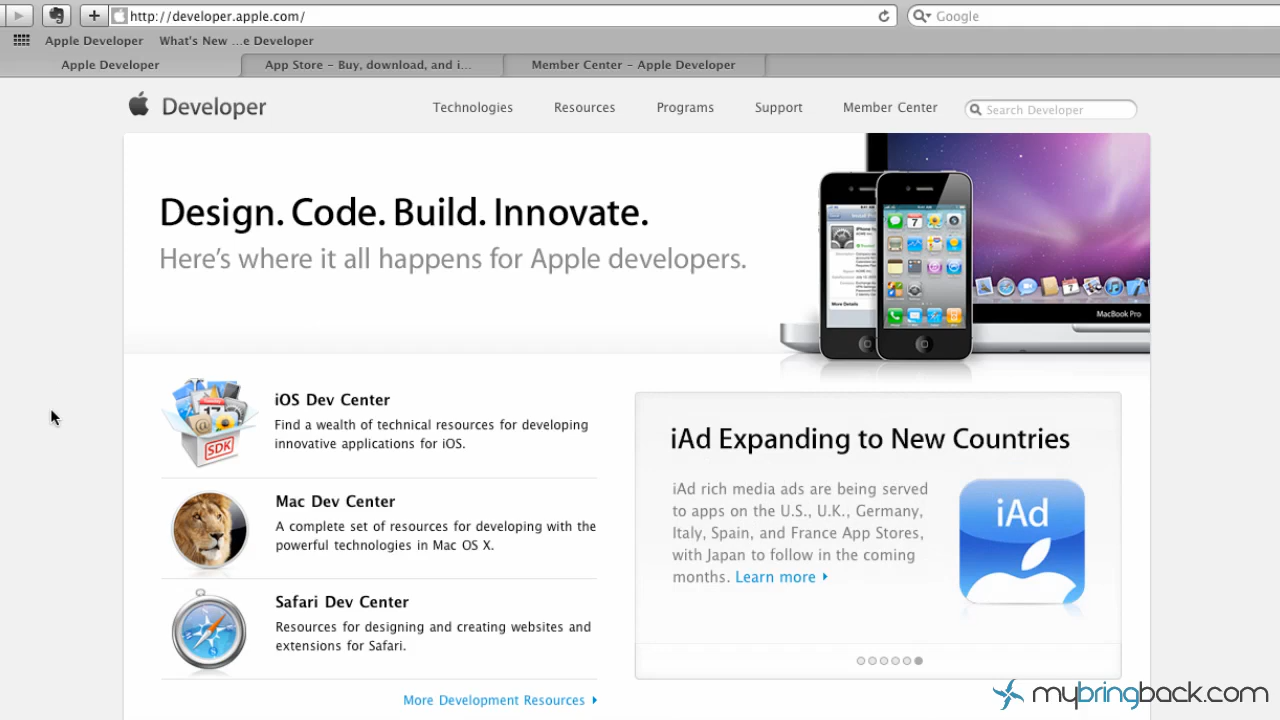 http://developer.apple.com/
Google
Apple Developer
What's New ...e Developer
Apple Developer
App Store – Buy, download, and i...
Member Center – Apple Developer
Developer
Technologies
Resources
Programs
Support
Member Center
Search Developer
Design. Code. Build. Innovate.
Here's where it all happens for Apple developers.
MacBook Pro
iOS Dev Center
Find a wealth of technical resources for developing
innovative applications for iOS.
SDK
Mac Dev Center
A complete set of resources for developing with the
powerful technologies in Mac OS X.
Safari Dev Center
Resources for designing and creating websites and
extensions for Safari.
More Development Resources
iAd Expanding to New Countries
iAd rich media ads are being served
to apps on the U.S., U.K., Germany,
Italy, Spain, and France App Stores,
with Japan to follow in the coming
months. Learn more
iAd
mybringback.com